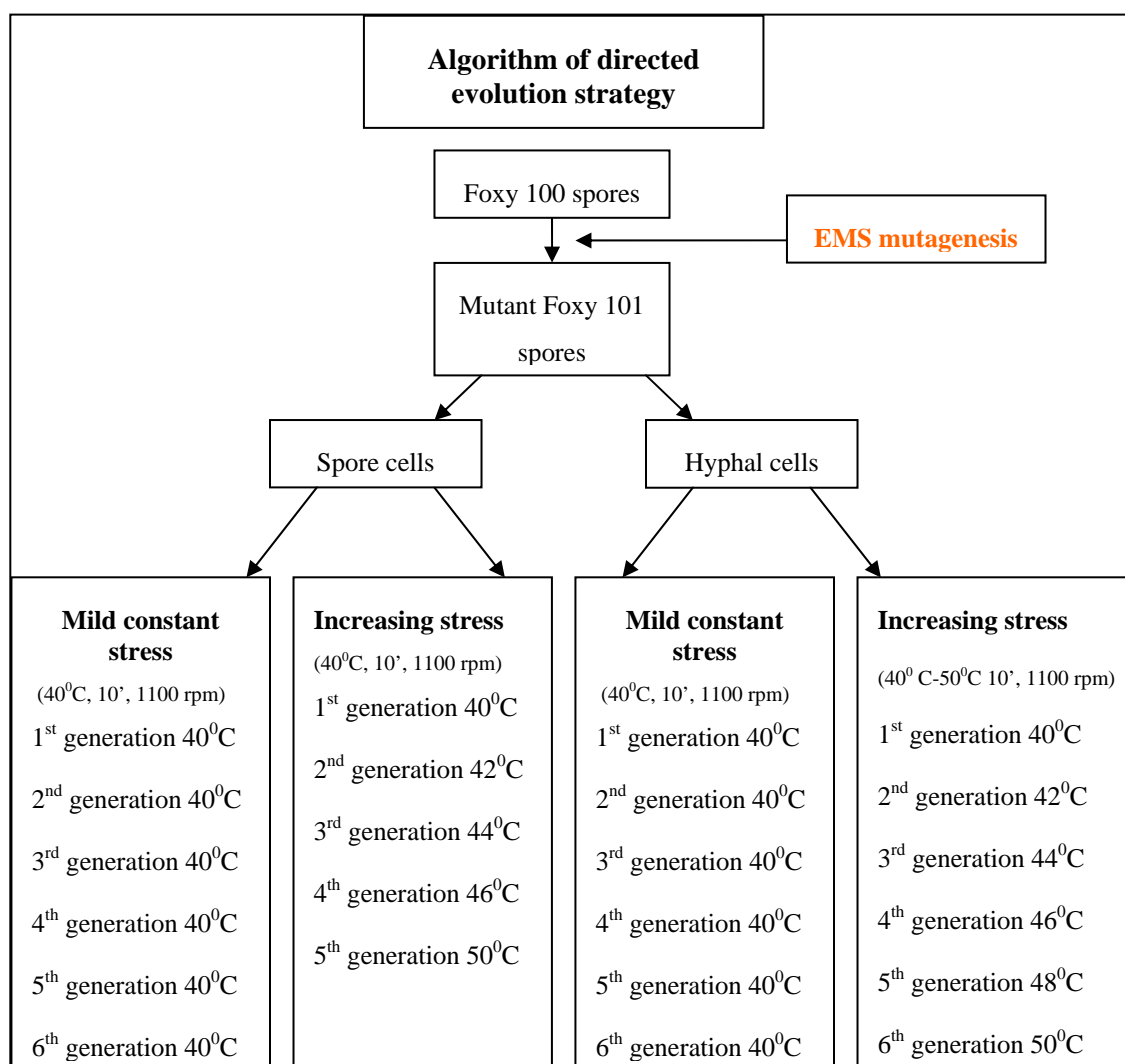 Algorithm of directed
evolution strategy
Foxy 100 spores
EMS mutagenesis
Mutant Foxy 101
spores
Spore cells
Hyphal cells
Mild constant
stress
(40⁰C, 10’, 1100 rpm)
1st generation 40⁰C
2nd generation 40⁰C
3rd generation 40⁰C
4th generation 40⁰C
5th generation 40⁰C
6th generation 40⁰C
Increasing stress
(40⁰C, 10’, 1100 rpm)
1st generation 40⁰C
2nd generation 42⁰C
3rd generation 44⁰C
4th generation 46⁰C
5th generation 50⁰C
Mild constant
stress
(40⁰C, 10’, 1100 rpm)
1st generation 40⁰C
2nd generation 40⁰C
3rd generation 40⁰C
4th generation 40⁰C
5th generation 40⁰C
6th generation 40⁰C
Increasing stress
(40⁰ C-50⁰C 10’, 1100 rpm)
1st generation 40⁰C
2nd generation 42⁰C
3rd generation 44⁰C
4th generation 46⁰C
5th generation 48⁰C
6th generation 50⁰C